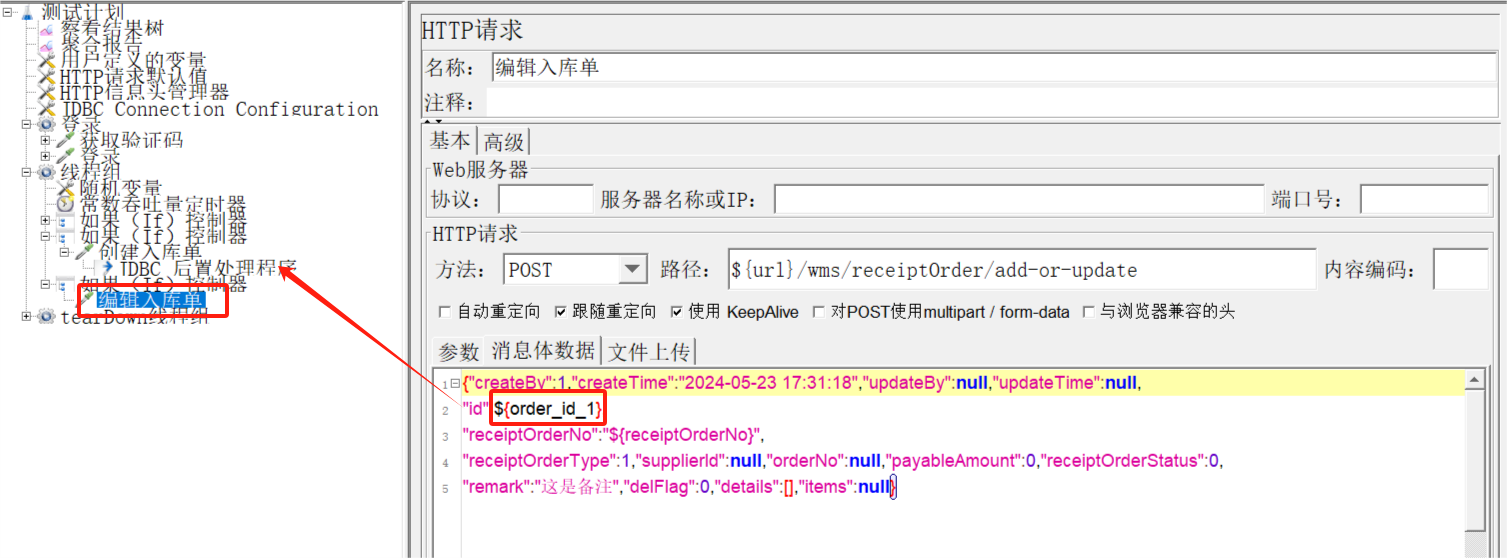 测试计划
察看结果树
聚合报告
用户定义的变量
HTTP请求默认值
HTTP信息头管理器
JDBC Connection Configuration
登录
获取验证码
登录
线程组
随机变量
常数吞吐量定时器
如果（If）控制器
如果（If）控制器
创建入库单
JDBC 后置处理程序
如果（If）控制器
编辑入库单
tearDown线程组
HTTP请求
名称： 编辑入库单
注释：
基本 高级
Web服务器
协议： 服务器名称或IP： 端口号：
HTTP请求
方法： POST 路径： ${url}/wms/receiptOrder/add-or-update 内容编码：
自动重定向 跟随重定向 使用 KeepAlive 对POST使用multipart / form-data 与浏览器兼容的头
参数 消息体数据 文件上传
1 {"createBy":1,"createTime":"2024-05-23 17:31:18","updateBy":null,"updateTime":null,
2 "id":${order_id_1},
3 "receiptOrderNo":"${receiptOrderNo}",
4 "receiptOrderType":1,"supplierId":null,"orderNo":null,"payableAmount":0,"receiptOrderStatus":0,
5 "remark":"这是备注","delFlag":0,"details":[],"items":null}